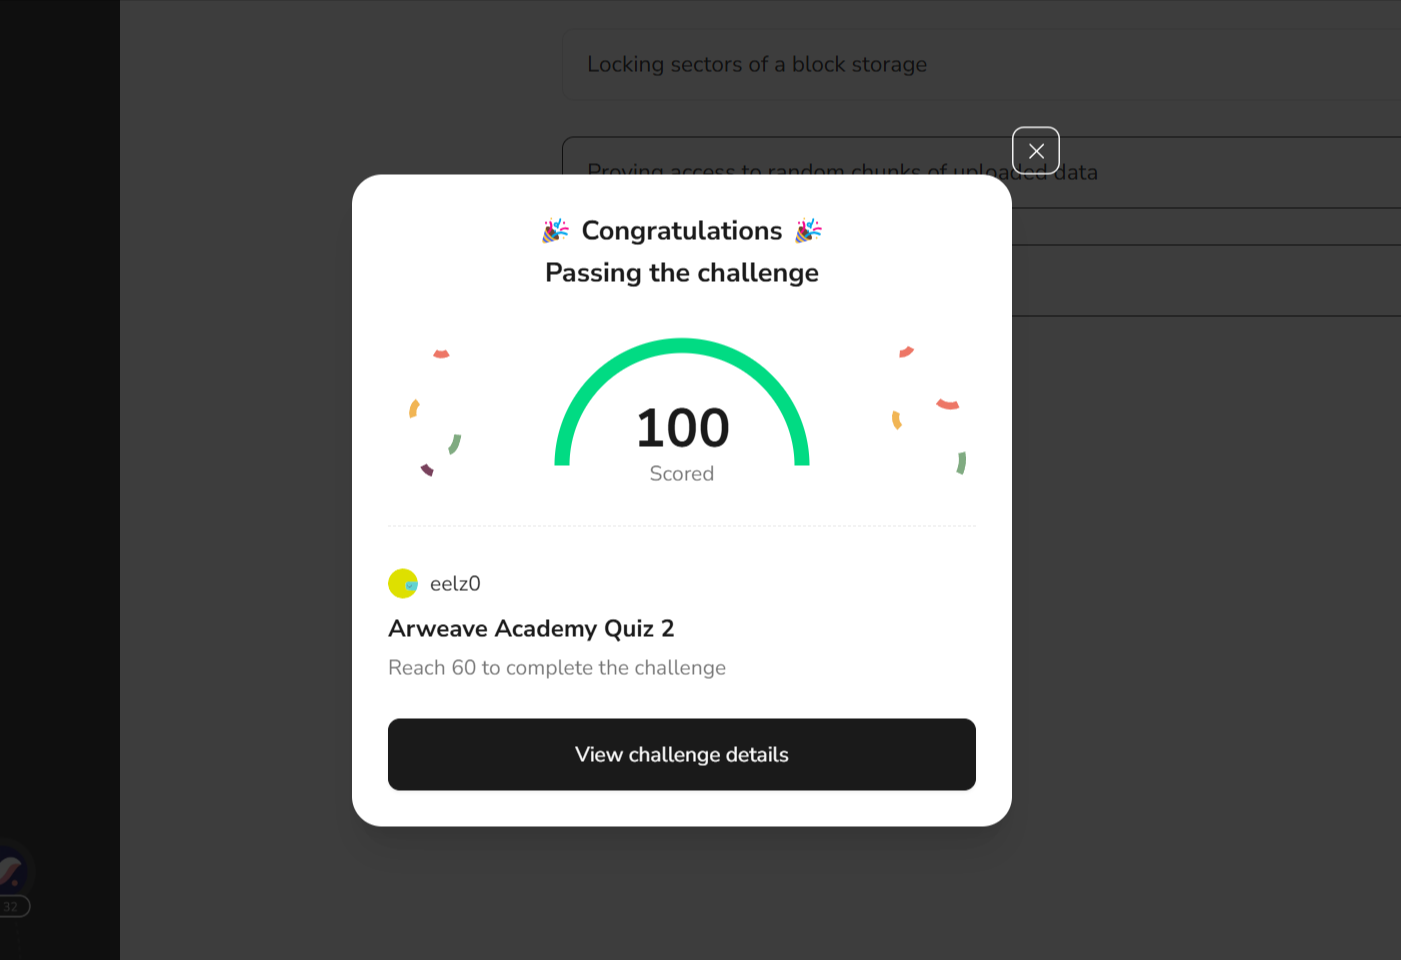 Locking sectors of a block storage
Proving access to random chunks of uploaded data
🎉 Congratulations 🎉
Passing the challenge
100
Scored
eelz0
Arweave Academy Quiz 2
Reach 60 to complete the challenge
View challenge details
32